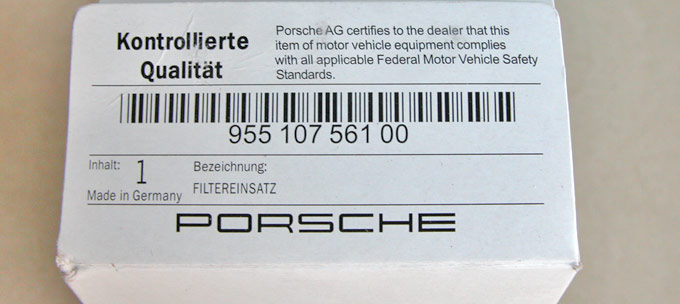 Kontrollierte
Qualität
Porsche AG certifies to the dealer that this
item of motor vehicle equipment complies
with all applicable Federal Motor Vehicle Safety
Standards.
955 107 561 00
Inhalt: 1
Bezeichnung:
Made in Germany
FILTEREINSATZ
PORSCHE